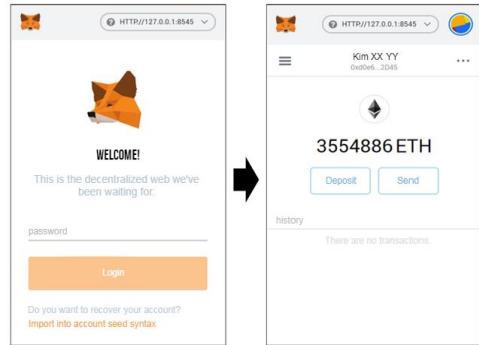 HTTP//127.0.0.1:8545
WELCOME!
This is the decentralized web we've
been waiting for.
password
Login
Do you want to recover your account?
Import into account seed syntax
HTTP//127.0.0.1:8545
Kim XX YY
0xd0e6...2D45
3554886 ETH
Deposit
Send
history
There are no transactions.